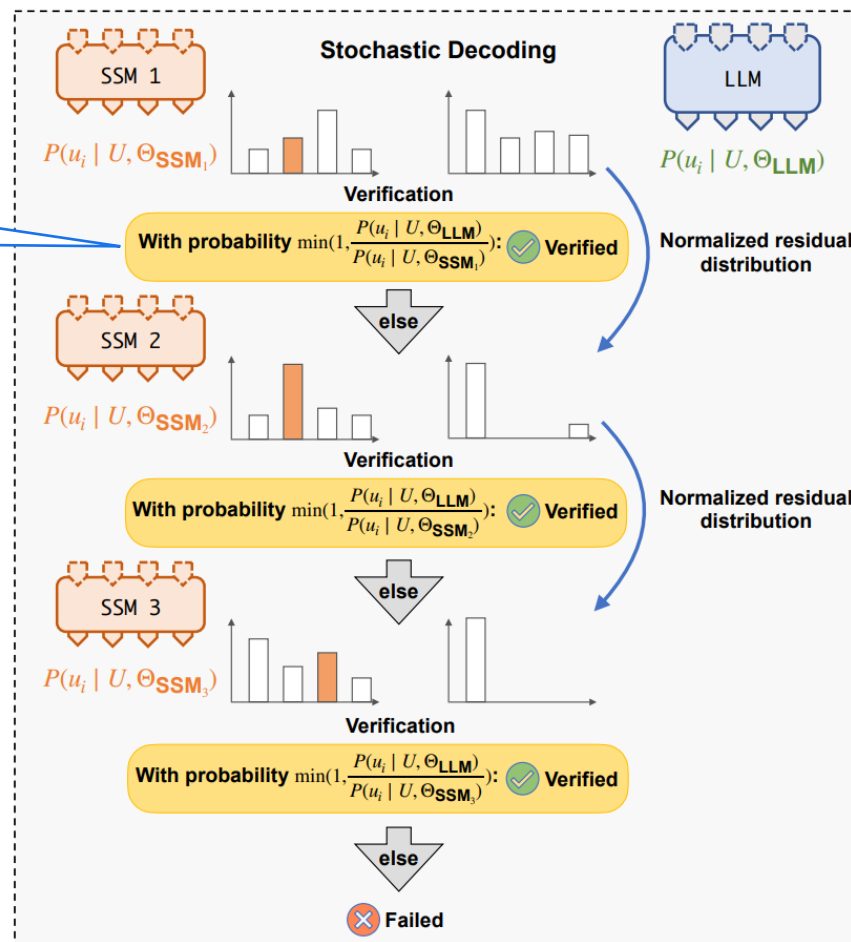 Stochastic Decoding
SSM 1
LLM
P(u_i | U, Θ_SSM₁)
P(u_i | U, Θ_LLM)
Verification
With probability min(1, P(u_i | U, Θ_LLM) / P(u_i | U, Θ_SSM₁)): Verified
Normalized residual
distribution
else
SSM 2
P(u_i | U, Θ_SSM₂)
Verification
With probability min(1, P(u_i | U, Θ_LLM) / P(u_i | U, Θ_SSM₂)): Verified
Normalized residual
distribution
else
SSM 3
P(u_i | U, Θ_SSM₃)
Verification
With probability min(1, P(u_i | U, Θ_LLM) / P(u_i | U, Θ_SSM₃)): Verified
else
Failed